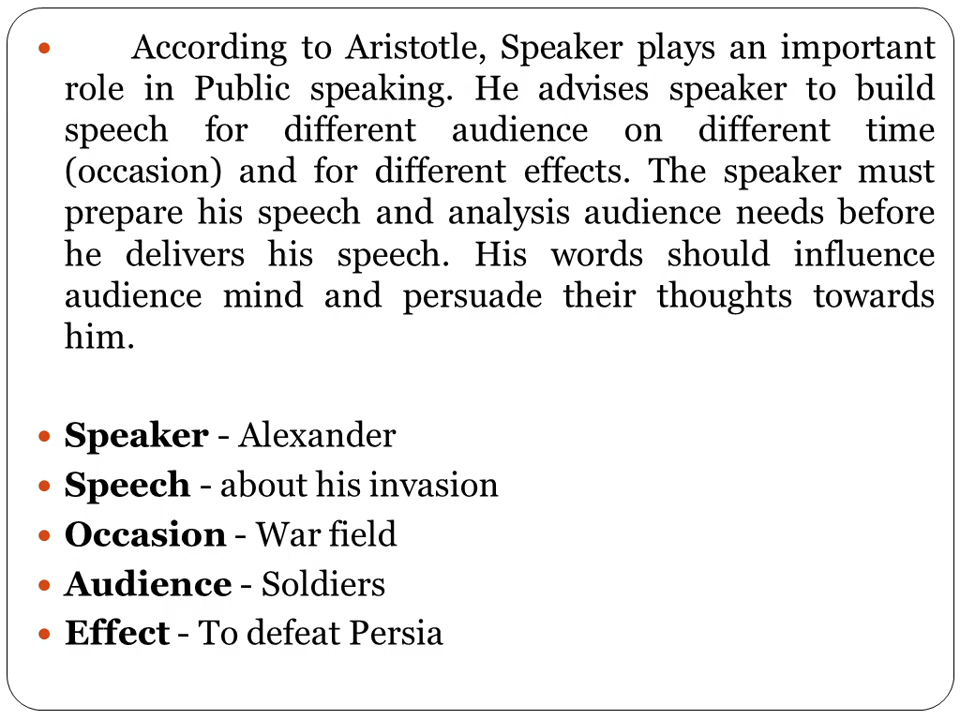 • According to Aristotle, Speaker plays an important
role in Public speaking. He advises speaker to build
speech for different audience on different time
(occasion) and for different effects. The speaker must
prepare his speech and analysis audience needs before
he delivers his speech. His words should influence
audience mind and persuade their thoughts towards
him.
• Speaker - Alexander
• Speech - about his invasion
• Occasion - War field
• Audience - Soldiers
• Effect - To defeat Persia